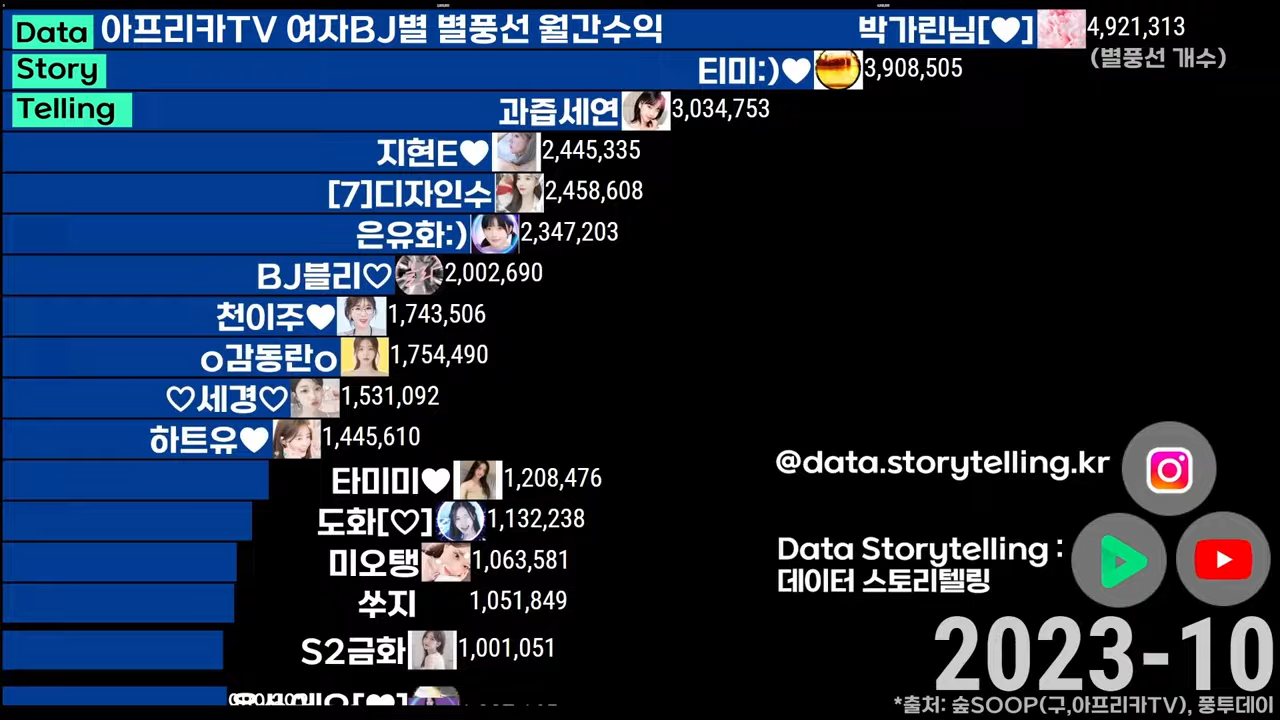 Data 아프리카TV 여자BJ별 별풍선 월간수익
박가린님[♥] 4,921,313
(별풍선 개수)
Story
티미:)♥ 3,908,505
Telling
과즙세연 3,034,753
지현E♥ 2,445,335
[7]디자인수 2,458,608
은유화:) 2,347,203
BJ블리♡ 2,002,690
천이주♥ 1,743,506
o감동란o 1,754,490
♡세경♡ 1,531,092
하트유♥ 1,445,610
타미미♥ 1,208,476
도화[♡] 1,132,238
미오탱 1,063,581
쑤지 1,051,849
S2금화 1,001,051
@data.storytelling.kr
Data Storytelling :
데이터 스토리텔링
2023-10
*출처: 숲SOOP(구,아프리카TV), 풍투데이